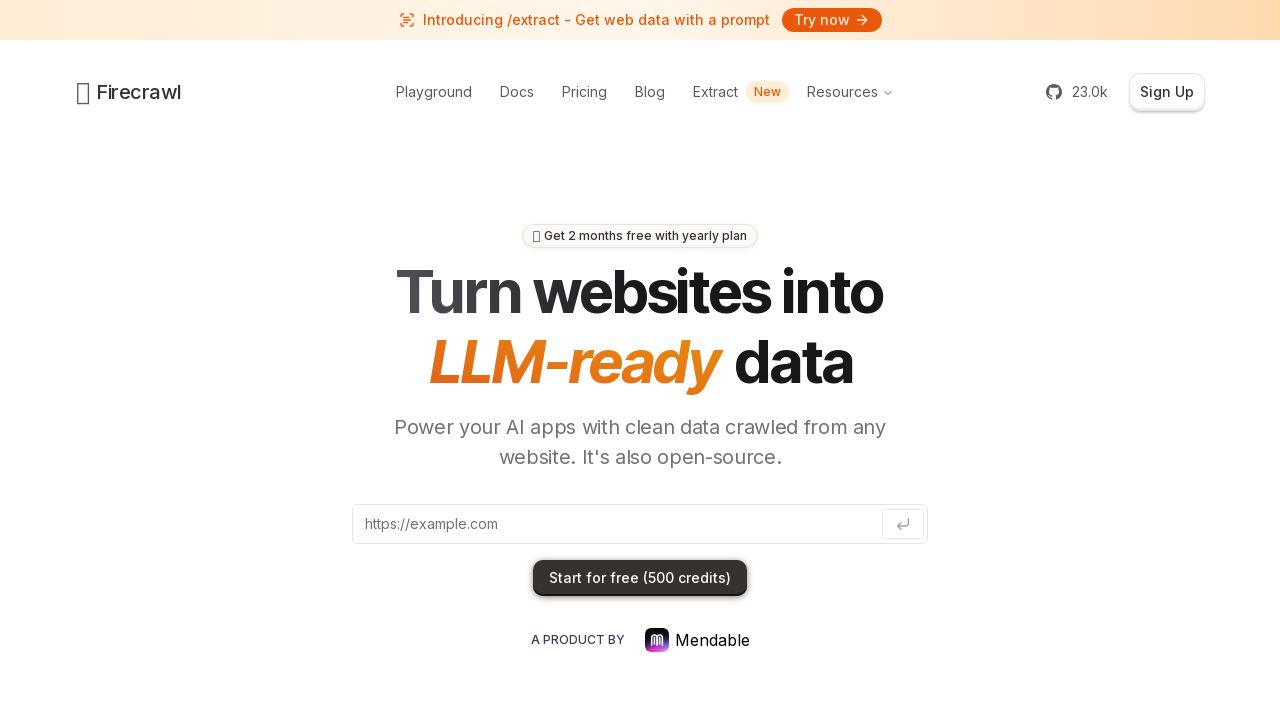 Introducing /extract - Get web data with a prompt
Try now
Firecrawl
Playground
Docs
Pricing
Blog
Extract
New
Resources
23.0k
Sign Up
Get 2 months free with yearly plan
Turn websites into
LLM-ready data
Power your AI apps with clean data crawled from any
website. It's also open-source.
https://example.com
Start for free (500 credits)
A PRODUCT BY
Mendable